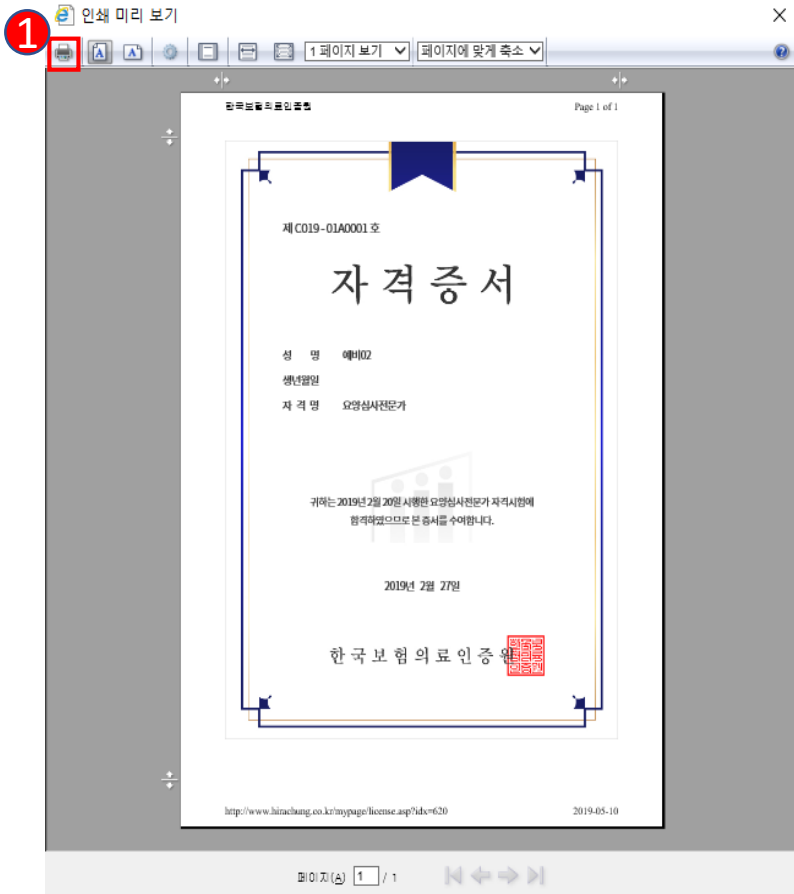 1
인쇄 미리 보기
1 페이지 보기
페이지에 맞게 축소
한국보험의료인증원
Page 1 of 1
제 C019 - 01A0001 호
자 격 증 서
성 명 예비02
생년월일
자 격 명 요양심사전문가
귀하는 2019년 2월 20일 시행한 요양심사전문가 자격시험에
합격하였으므로 본 증서를 수여합니다.
2019년 2월 27일
한 국 보 험 의 료 인 증 원
http://www.hirachung.co.kr/mypage/license.asp?idx=620
2019-05-10
페이지(A) 1 / 1